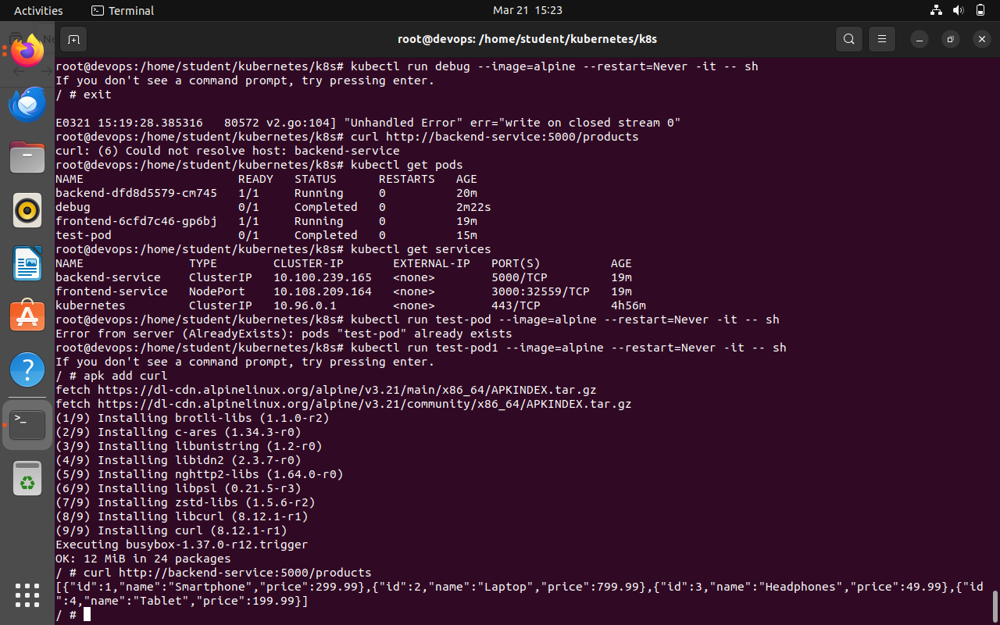 Activities
Terminal
Mar 21 15:23
root@devops: /home/student/kubernetes/k8s
root@devops:/home/student/kubernetes/k8s# kubectl run debug --image=alpine --restart=Never -it -- sh
If you don't see a command prompt, try pressing enter.
/ # exit
E0321 15:19:28.385316   80572 v2.go:104] "Unhandled Error" err="write on closed stream 0"
root@devops:/home/student/kubernetes/k8s# curl http://backend-service:5000/products
curl: (6) Could not resolve host: backend-service
root@devops:/home/student/kubernetes/k8s# kubectl get pods
NAME                       READY   STATUS      RESTARTS   AGE
backend-dfd8d5579-cm745    1/1     Running     0          20m
debug                      0/1     Completed   0          2m22s
frontend-6cfd7c46-gp6bj    1/1     Running     0          19m
test-pod                   0/1     Completed   0          15m
root@devops:/home/student/kubernetes/k8s# kubectl get services
NAME               TYPE        CLUSTER-IP       EXTERNAL-IP   PORT(S)          AGE
backend-service    ClusterIP   10.100.239.165   <none>        5000/TCP         19m
frontend-service   NodePort    10.108.209.164   <none>        3000:32559/TCP   19m
kubernetes         ClusterIP   10.96.0.1        <none>        443/TCP          4h56m
root@devops:/home/student/kubernetes/k8s# kubectl run test-pod --image=alpine --restart=Never -it -- sh
Error from server (AlreadyExists): pods "test-pod" already exists
root@devops:/home/student/kubernetes/k8s# kubectl run test-pod1 --image=alpine --restart=Never -it -- sh
If you don't see a command prompt, try pressing enter.
/ # apk add curl
fetch https://dl-cdn.alpinelinux.org/alpine/v3.21/main/x86_64/APKINDEX.tar.gz
fetch https://dl-cdn.alpinelinux.org/alpine/v3.21/community/x86_64/APKINDEX.tar.gz
(1/9) Installing brotli-libs (1.1.0-r2)
(2/9) Installing c-ares (1.34.3-r0)
(3/9) Installing libunistring (1.2-r0)
(4/9) Installing libidn2 (2.3.7-r0)
(5/9) Installing nghttp2-libs (1.64.0-r0)
(6/9) Installing libpsl (0.21.5-r3)
(7/9) Installing zstd-libs (1.5.6-r2)
(8/9) Installing libcurl (8.12.1-r1)
(9/9) Installing curl (8.12.1-r1)
Executing busybox-1.37.0-r12.trigger
OK: 12 MiB in 24 packages
/ # curl http://backend-service:5000/products
[{"id":1,"name":"Smartphone","price":299.99},{"id":2,"name":"Laptop","price":799.99},{"id":3,"name":"Headphones","price":49.99},{"id
":4,"name":"Tablet","price":199.99}]
/ #